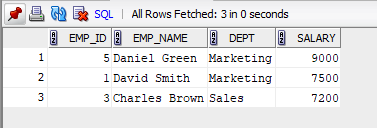 SQL | All Rows Fetched: 3 in 0 seconds
EMP_ID EMP_NAME DEPT SALARY
1 5 Daniel Green Marketing 9000
2 1 David Smith Marketing 7500
3 3 Charles Brown Sales 7200